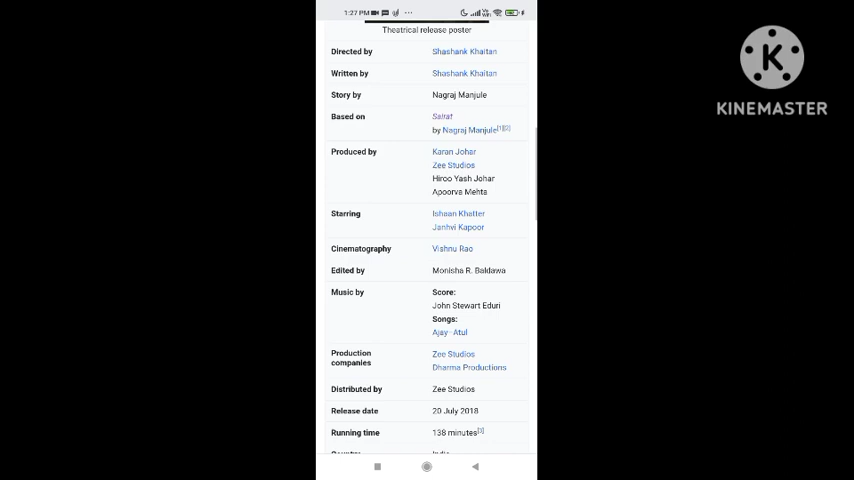 1:27 PM
Theatrical release poster
Directed by Shashank Khaitan
Written by Shashank Khaitan
Story by Nagraj Manjule
Based on Sairat
by Nagraj Manjule[1][2]
Produced by Karan Johar
Zee Studios
Hiroo Yash Johar
Apoorva Mehta
Starring Ishaan Khatter
Janhvi Kapoor
Cinematography Vishnu Rao
Edited by Monisha R. Baldawa
Music by Score:
John Stewart Eduri
Songs:
Ajay-Atul
Production companies Zee Studios
Dharma Productions
Distributed by Zee Studios
Release date 20 July 2018
Running time 138 minutes[3]
Country India
K
KINEMASTER